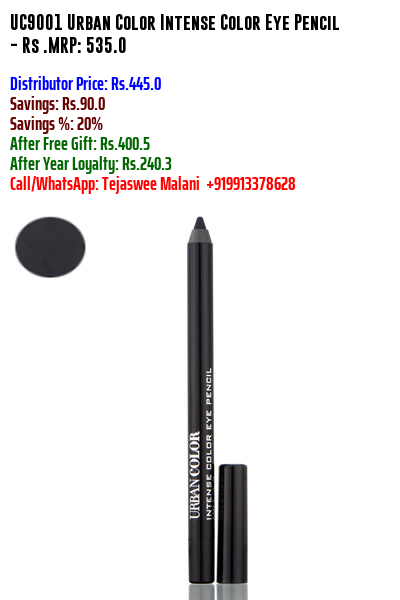 UC9001 Urban Color Intense Color Eye Pencil
- Rs .MRP: 535.0
Distributor Price: Rs.445.0
Savings: Rs.90.0
Savings %: 20%
After Free Gift: Rs.400.5
After Year Loyalty: Rs.240.3
Call/WhatsApp: Tejaswee Malani +919913378628
URBAN COLOR
INTENSE COLOR EYE PENCIL